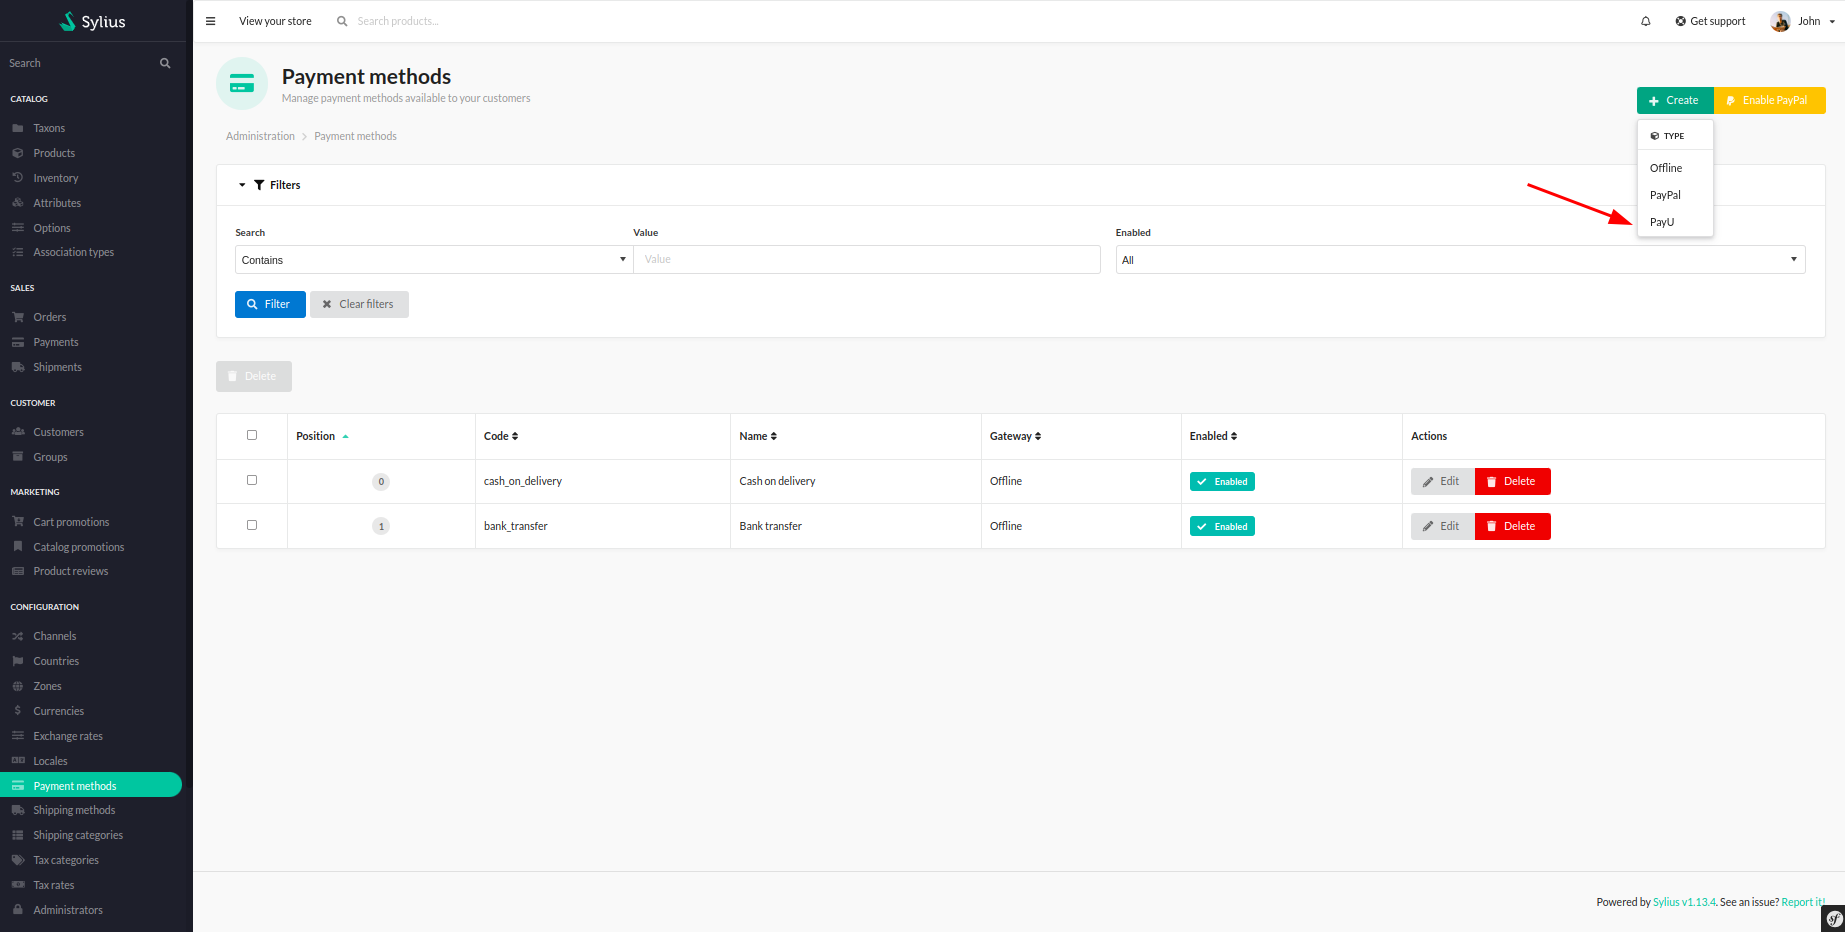 Sylius
View your store
Search products...
Get support
John
Search
CATALOG
Taxons
Products
Inventory
Attributes
Options
Association types
SALES
Orders
Payments
Shipments
CUSTOMER
Customers
Groups
MARKETING
Cart promotions
Catalog promotions
Product reviews
CONFIGURATION
Channels
Countries
Zones
Currencies
Exchange rates
Locales
Payment methods
Shipping methods
Shipping categories
Tax categories
Tax rates
Administrators
Payment methods
Manage payment methods available to your customers
Create Enable PayPal
Administration Payment methods
TYPE
Offline
PayPal
PayU
Filters
Search Value Enabled
Contains Value All
Filter Clear filters
Delete
Position Code Name Gateway Enabled Actions
0 cash_on_delivery Cash on delivery Offline Enabled Edit Delete
1 bank_transfer Bank transfer Offline Enabled Edit Delete
Powered by Sylius v1.13.4. See an issue? Report it!
sf